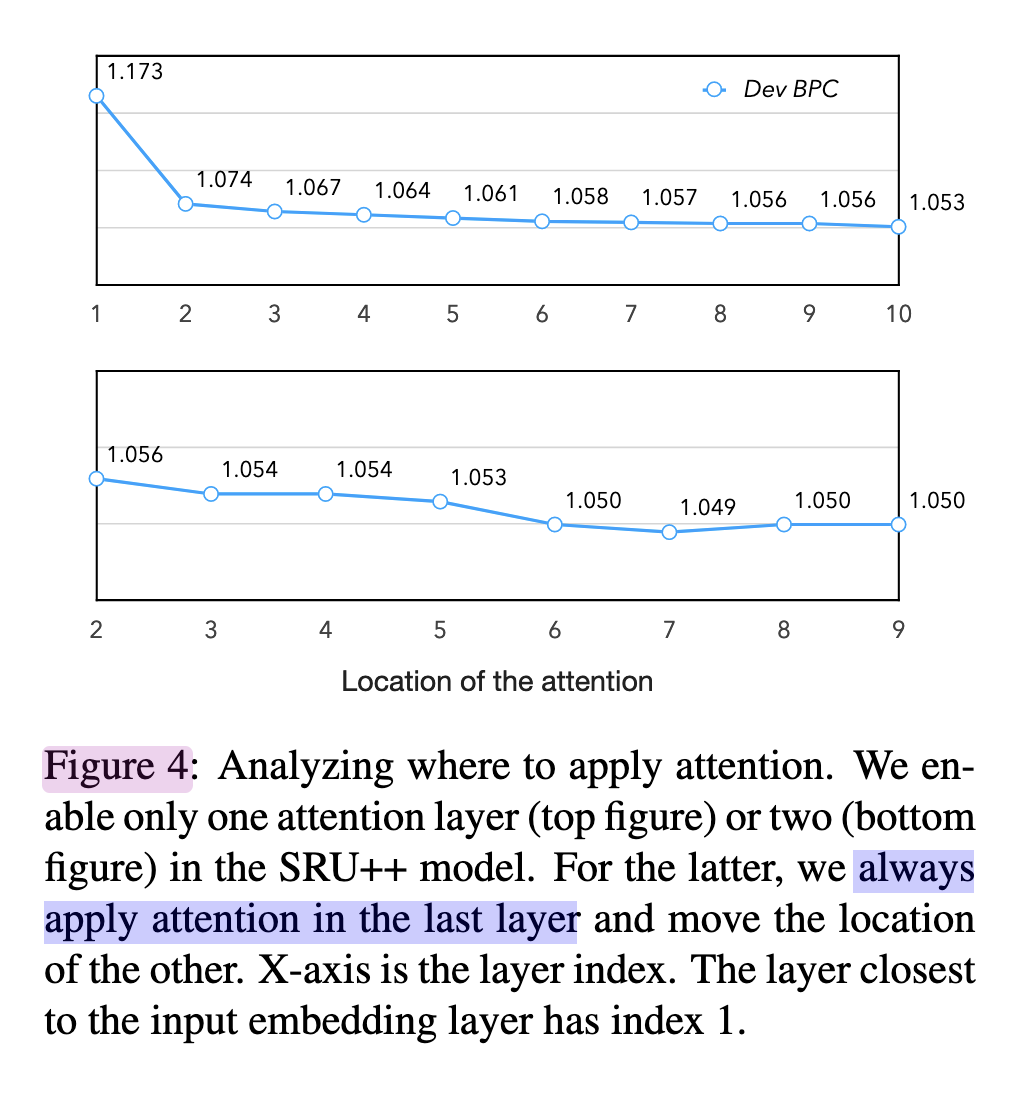 1.173
Dev BPC
1.074
1.067
1.064
1.061
1.058
1.057
1.056
1.056
1.053
1 2 3 4 5 6 7 8 9 10
1.056
1.054
1.054
1.053
1.050
1.049
1.050
1.050
2 3 4 5 6 7 8 9
Location of the attention
Figure 4: Analyzing where to apply attention. We en-
able only one attention layer (top figure) or two (bottom
figure) in the SRU++ model. For the latter, we always
apply attention in the last layer and move the location
of the other. X-axis is the layer index. The layer closest
to the input embedding layer has index 1.